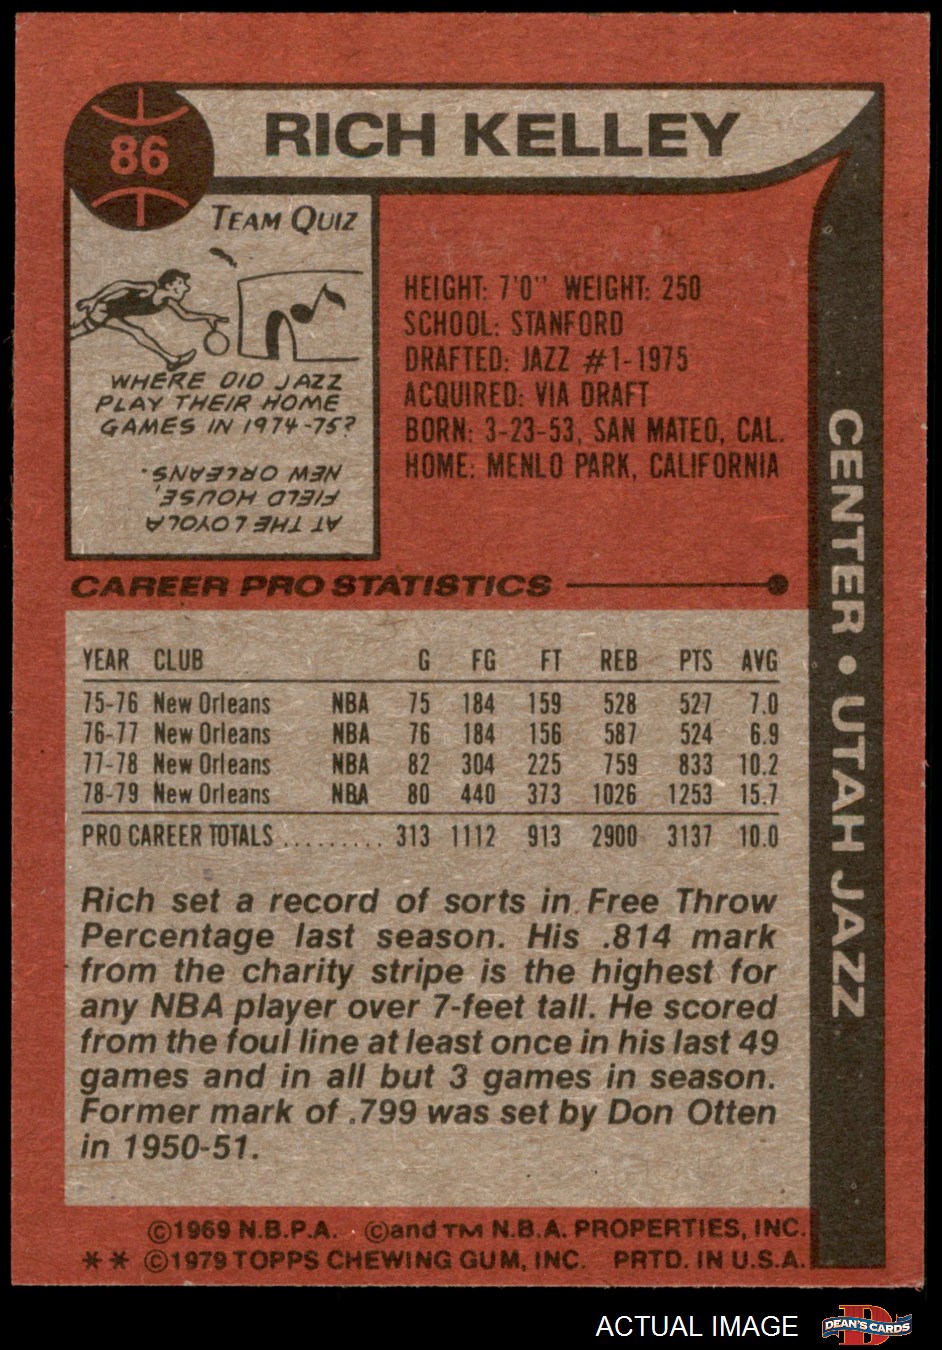 86
RICH KELLEY
TEAM QUIZ
WHERE DID JAZZ
PLAY THEIR HOME
GAMES IN 1974-75?
AT THE LOYOLA
FIELD HOUSE,
NEW ORLEANS.
HEIGHT: 7'0" WEIGHT: 250
SCHOOL: STANFORD
DRAFTED: JAZZ #1-1975
ACQUIRED: VIA DRAFT
BORN: 3-23-53, SAN MATEO, CAL.
HOME: MENLO PARK, CALIFORNIA
CENTER • UTAH JAZZ
CAREER PRO STATISTICS
YEAR CLUB G FG FT REB PTS AVG
75-76 New Orleans NBA 75 184 159 528 527 7.0
76-77 New Orleans NBA 76 184 156 587 524 6.9
77-78 New Orleans NBA 82 304 225 759 833 10.2
78-79 New Orleans NBA 80 440 373 1026 1253 15.7
PRO CAREER TOTALS ......... 313 1112 913 2900 3137 10.0
Rich set a record of sorts in Free Throw
Percentage last season. His .814 mark
from the charity stripe is the highest for
any NBA player over 7-feet tall. He scored
from the foul line at least once in his last 49
games and in all but 3 games in season.
Former mark of .799 was set by Don Otten
in 1950-51.
©1969 N.B.P.A. ©and TM N.B.A. PROPERTIES, INC.
** ©1979 TOPPS CHEWING GUM, INC. PRTD. IN U.S.A.
ACTUAL IMAGE
DEAN'S CARDS